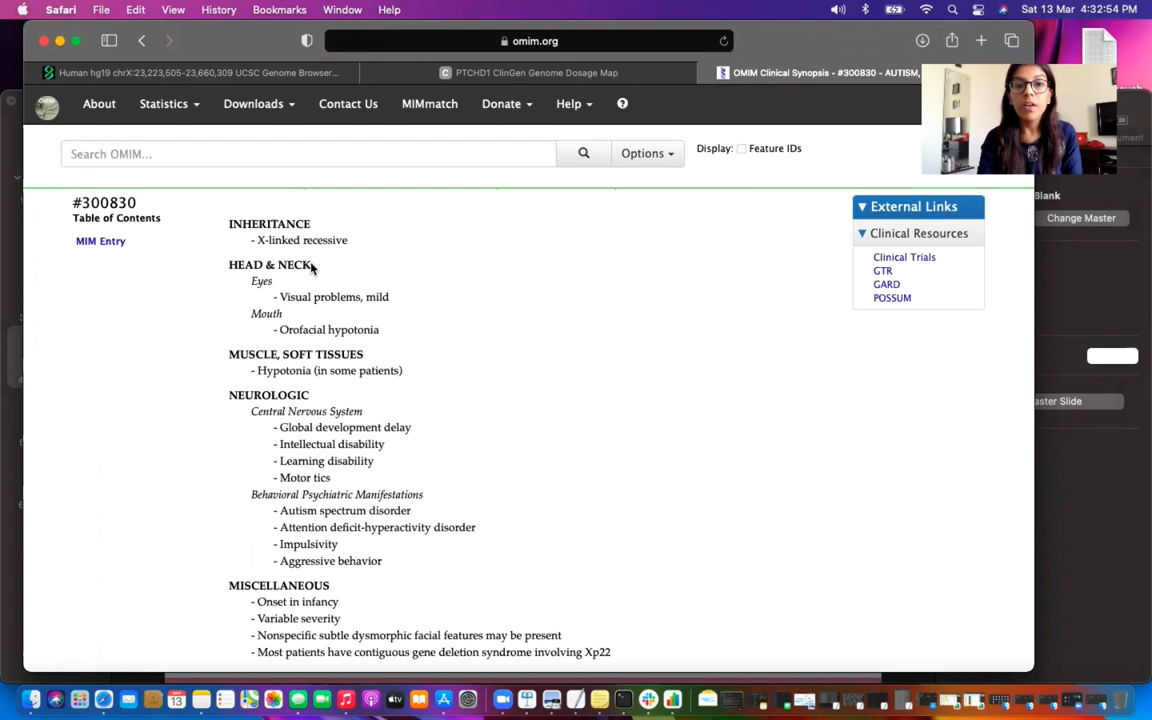 Safari File Edit View History Bookmarks Window Help Sat 13 Mar 4:32:54 PM
omim.org
Human hg19 chrX:23,223,505-23,660,309 UCSC Genome Browser...
PTCHD1 ClinGen Genome Dosage Map
OMIM Clinical Synopsis - #300830 - AUTISM,
About Statistics Downloads Contact Us MIMmatch Donate Help
Search OMIM... Options Display: Feature IDs
#300830
Table of Contents
MIM Entry
INHERITANCE
- X-linked recessive
HEAD & NECK
Eyes
- Visual problems, mild
Mouth
- Orofacial hypotonia
MUSCLE, SOFT TISSUES
- Hypotonia (in some patients)
NEUROLOGIC
Central Nervous System
- Global development delay
- Intellectual disability
- Learning disability
- Motor tics
Behavioral Psychiatric Manifestations
- Autism spectrum disorder
- Attention deficit-hyperactivity disorder
- Impulsivity
- Aggressive behavior
MISCELLANEOUS
- Onset in infancy
- Variable severity
- Nonspecific subtle dysmorphic facial features may be present
- Most patients have contiguous gene deletion syndrome involving Xp22
External Links
Clinical Resources
Clinical Trials
GTR
GARD
POSSUM
Blank
Change Master
aster Slide